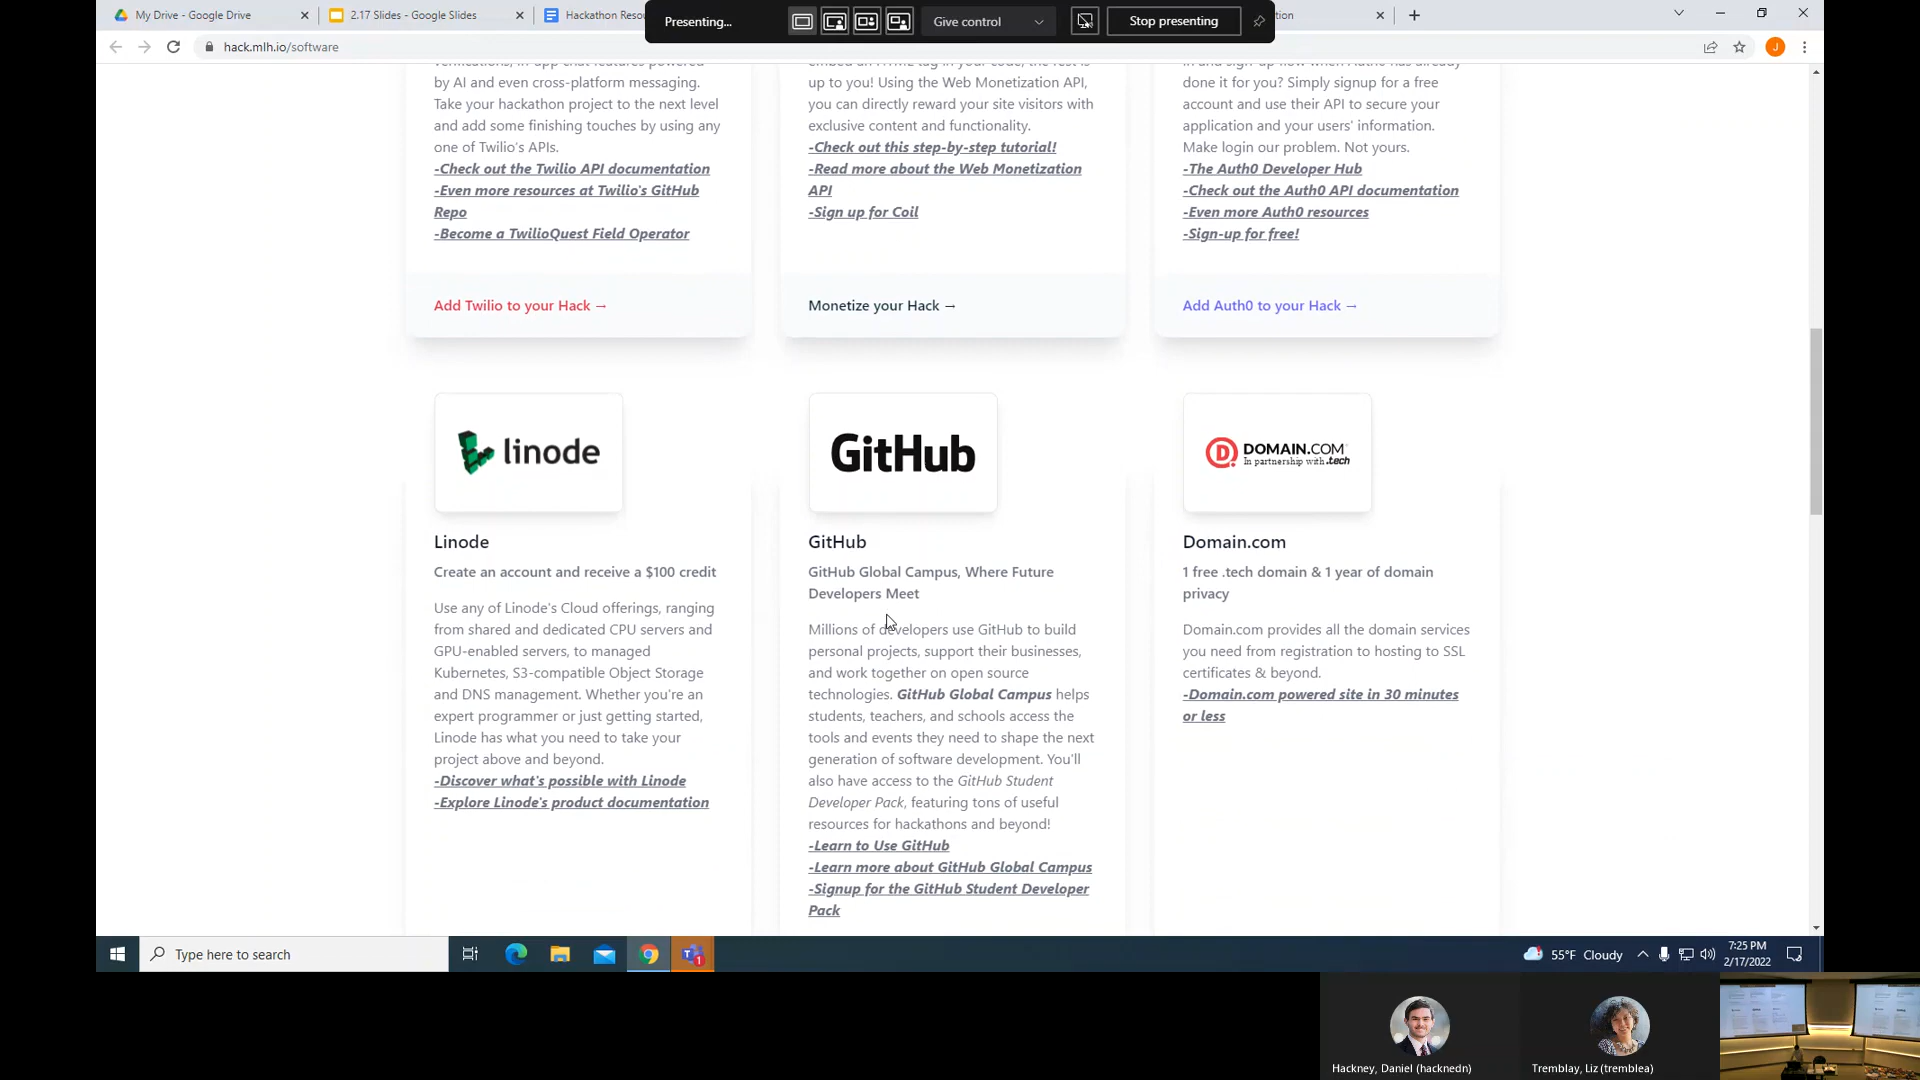 My Drive - Google Drive
2.17 Slides - Google Slides
Hackathon Resou
Presenting...
Give control
Stop presenting
tion
hack.mlh.io/software
by AI and even cross-platform messaging.
Take your hackathon project to the next level
and add some finishing touches by using any
one of Twilio's APIs.
-Check out the Twilio API documentation
-Even more resources at Twilio's GitHub
Repo
-Become a TwilioQuest Field Operator
Add Twilio to your Hack →
up to you! Using the Web Monetization API,
you can directly reward your site visitors with
exclusive content and functionality.
-Check out this step-by-step tutorial!
-Read more about the Web Monetization
API
-Sign up for Coil
Monetize your Hack →
done it for you? Simply signup for a free
account and use their API to secure your
application and your users' information.
Make login our problem. Not yours.
-The Auth0 Developer Hub
-Check out the Auth0 API documentation
-Even more Auth0 resources
-Sign-up for free!
Add Auth0 to your Hack →
linode
Linode
Create an account and receive a $100 credit
Use any of Linode's Cloud offerings, ranging
from shared and dedicated CPU servers and
GPU-enabled servers, to managed
Kubernetes, S3-compatible Object Storage
and DNS management. Whether you're an
expert programmer or just getting started,
Linode has what you need to take your
project above and beyond.
-Discover what's possible with Linode
-Explore Linode's product documentation
GitHub
GitHub
GitHub Global Campus, Where Future
Developers Meet
Millions of developers use GitHub to build
personal projects, support their businesses,
and work together on open source
technologies. GitHub Global Campus helps
students, teachers, and schools access the
tools and events they need to shape the next
generation of software development. You'll
also have access to the GitHub Student
Developer Pack, featuring tons of useful
resources for hackathons and beyond!
-Learn to Use GitHub
-Learn more about GitHub Global Campus
-Signup for the GitHub Student Developer
Pack
DOMAIN.COM
In partnership with .tech
Domain.com
1 free .tech domain & 1 year of domain
privacy
Domain.com provides all the domain services
you need from registration to hosting to SSL
certificates & beyond.
-Domain.com powered site in 30 minutes
or less
Type here to search
55°F Cloudy
7:25 PM
2/17/2022
Hackney, Daniel (hacknedn)
Tremblay, Liz (tremblea)